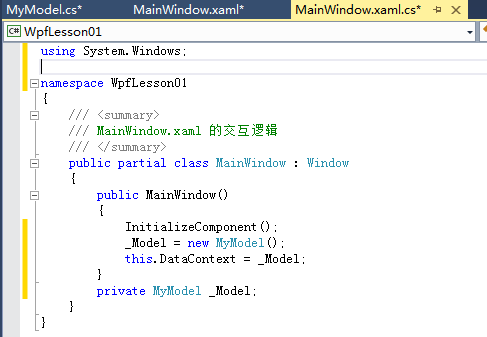 MyModel.cs* MainWindow.xaml* MainWindow.xaml.cs*
C# WpfLesson01
using System.Windows;
namespace WpfLesson01
{
/// <summary>
/// MainWindow.xaml 的交互逻辑
/// </summary>
public partial class MainWindow : Window
{
public MainWindow()
{
InitializeComponent();
_Model = new MyModel();
this.DataContext = _Model;
}
private MyModel _Model;
}
}